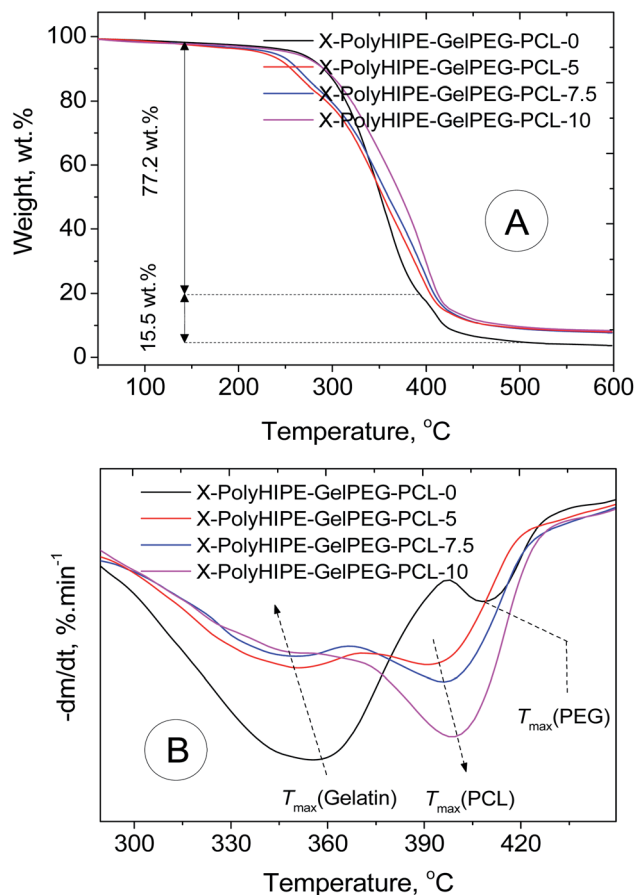 X-PolyHIPE-GelPEG-PCL-0
X-PolyHIPE-GelPEG-PCL-5
X-PolyHIPE-GelPEG-PCL-7.5
X-PolyHIPE-GelPEG-PCL-10
100
80
60
40
20
0
Weight, wt.%
77.2 wt.%
15.5 wt.%
A
100
200
300
400
500
600
Temperature, °C
X-PolyHIPE-GelPEG-PCL-0
X-PolyHIPE-GelPEG-PCL-5
X-PolyHIPE-GelPEG-PCL-7.5
X-PolyHIPE-GelPEG-PCL-10
-dm/dt, %.min⁻¹
B
Tmax(PEG)
Tmax(Gelatin)
Tmax(PCL)
300
330
360
390
420
Temperature, °C